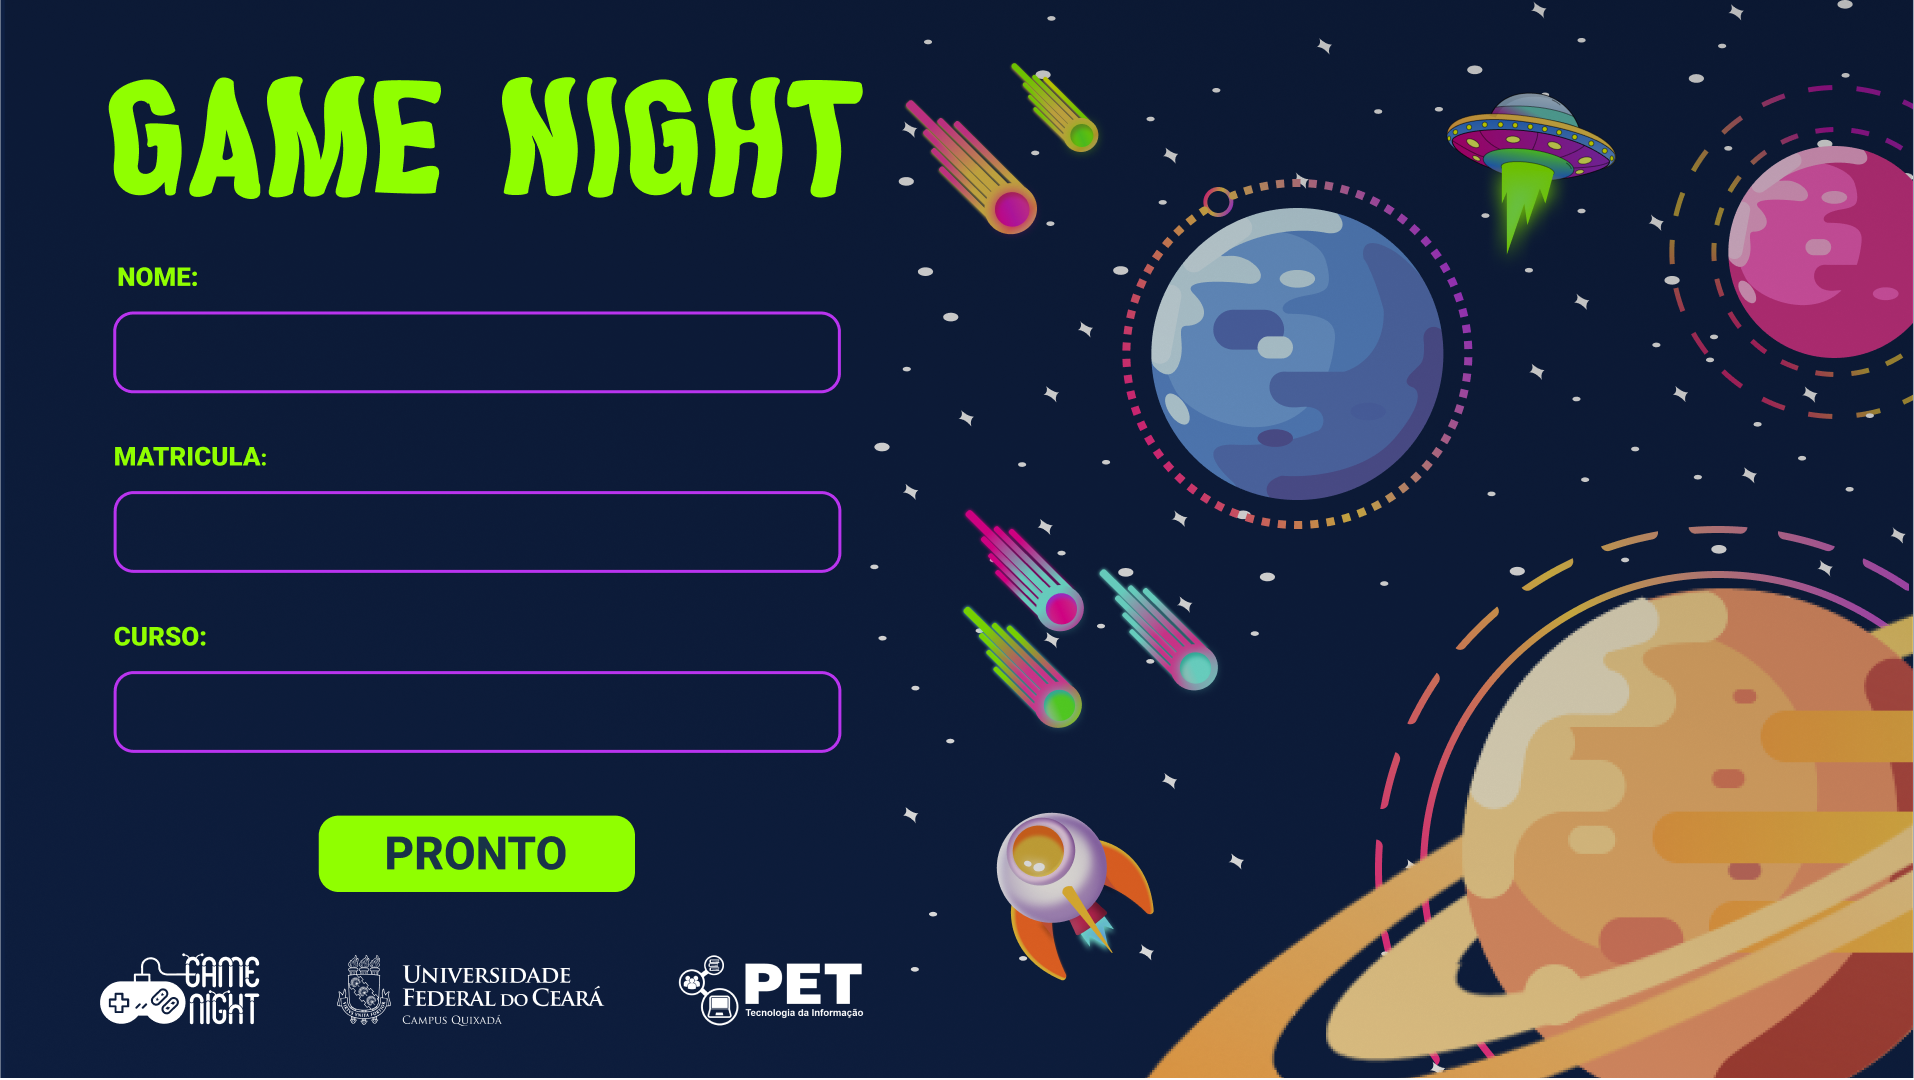 GAME NIGHT
NOME:
MATRICULA:
CURSO:
PRONTO
GAME
NIGHT
UNIVERSIDADE
FEDERAL DO CEARÁ
CAMPUS QUIXADÁ
PET
Tecnologia da Informação